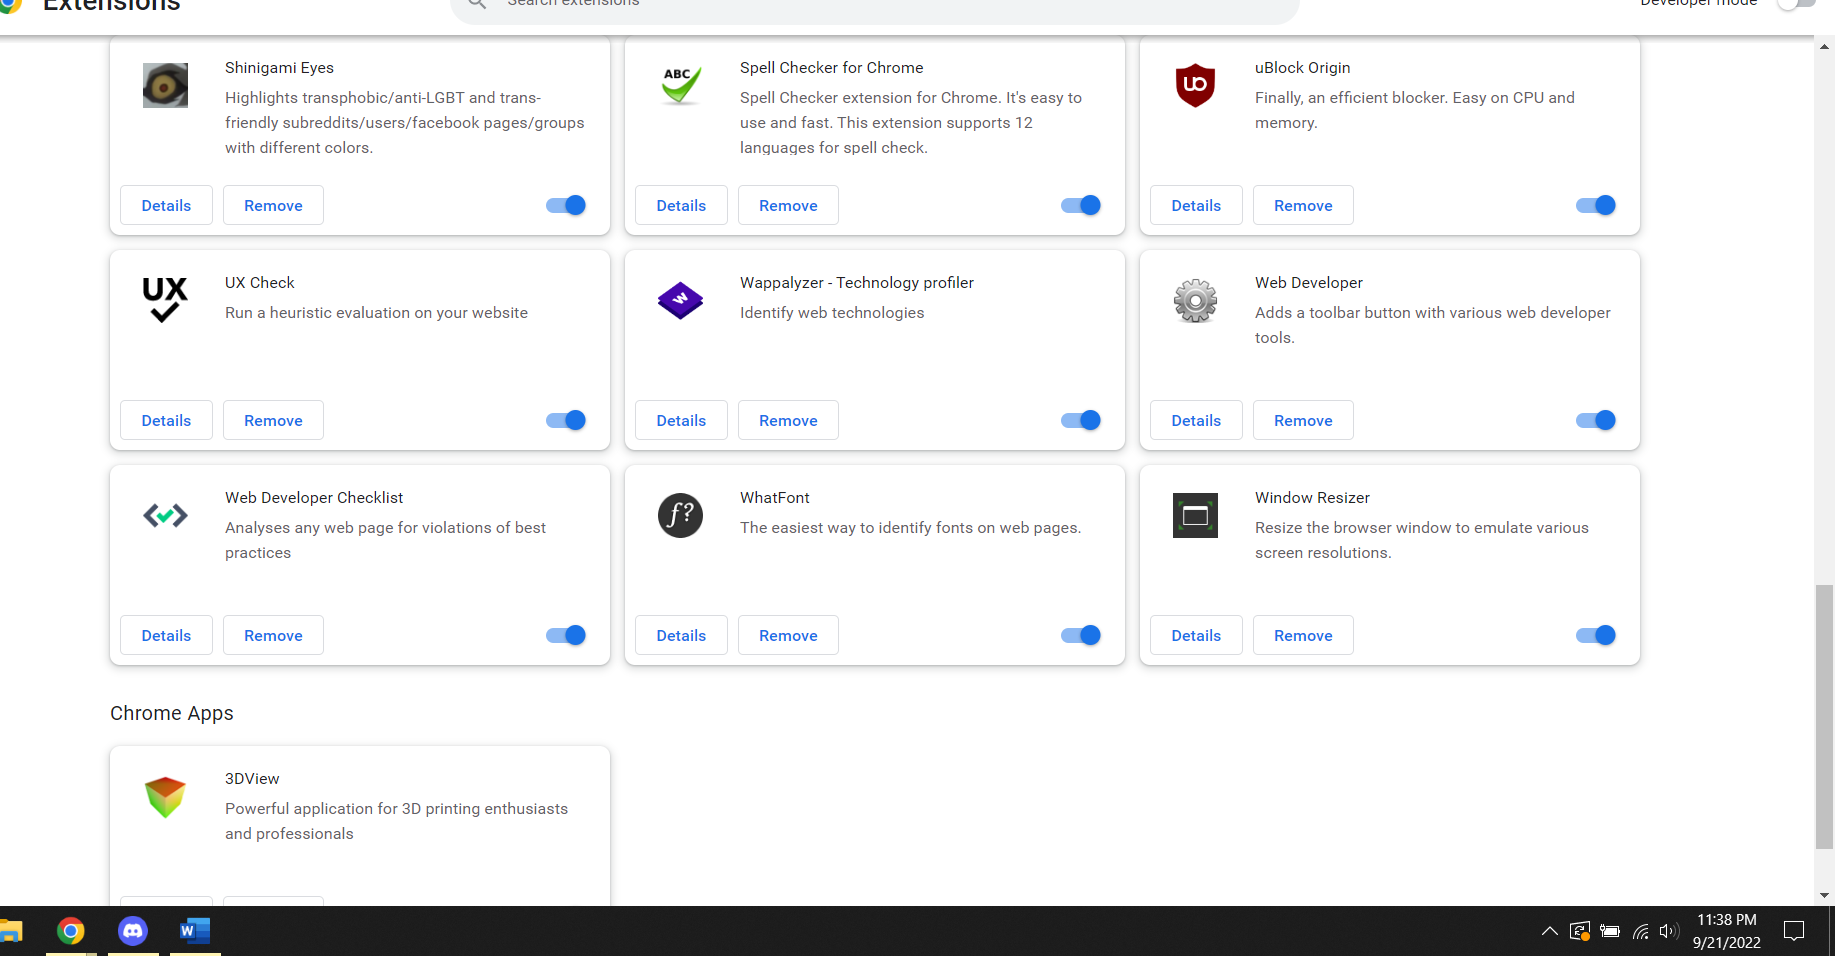 Extensions
Search extensions
Developer mode
Shinigami Eyes
Highlights transphobic/anti-LGBT and trans-
friendly subreddits/users/facebook pages/groups
with different colors.
Details
Remove
ABC
Spell Checker for Chrome
Spell Checker extension for Chrome. It's easy to
use and fast. This extension supports 12
languages for spell check.
Details
Remove
uBlock Origin
Finally, an efficient blocker. Easy on CPU and
memory.
Details
Remove
UX
UX Check
Run a heuristic evaluation on your website
Details
Remove
W
Wappalyzer - Technology profiler
Identify web technologies
Details
Remove
Web Developer
Adds a toolbar button with various web developer
tools.
Details
Remove
Web Developer Checklist
Analyses any web page for violations of best
practices
Details
Remove
f?
WhatFont
The easiest way to identify fonts on web pages.
Details
Remove
Window Resizer
Resize the browser window to emulate various
screen resolutions.
Details
Remove
Chrome Apps
3DView
Powerful application for 3D printing enthusiasts
and professionals
W
11:38 PM
9/21/2022